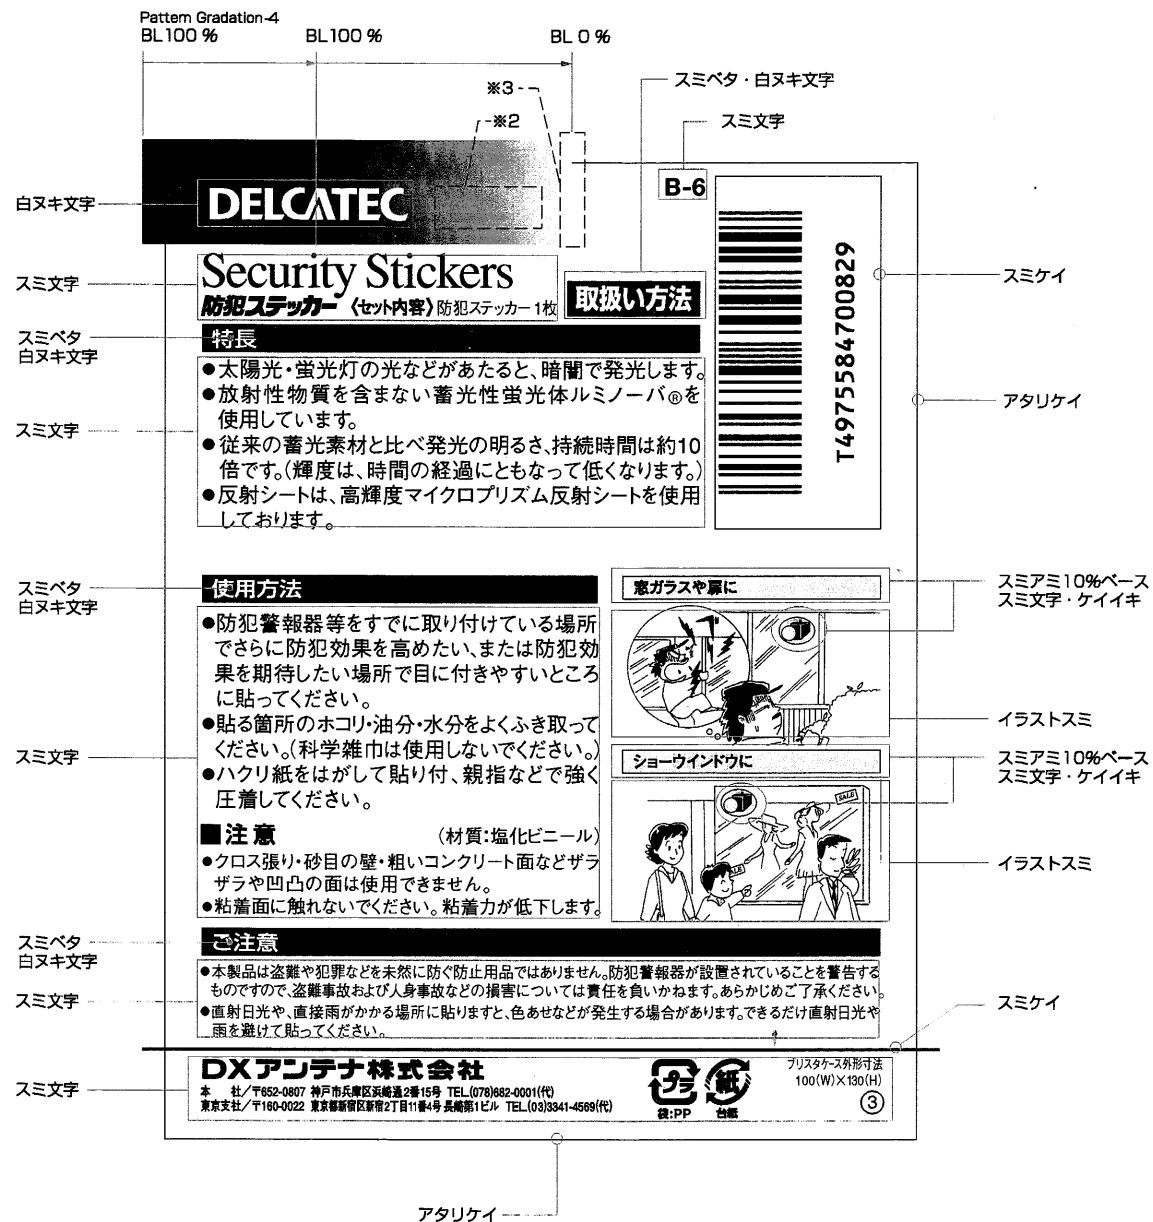 Pattern Gradation-4
BL100 %
BL100 %
BL 0 %
※3
※2
スミベタ・白ヌキ文字
スミ文字
白ヌキ文字
DELCATEC
B-6
スミ文字
Security Stickers
防犯ステッカー 〈セット内容〉防犯ステッカー1枚
取扱い方法
T4975584700829
スミケイ
スミベタ
白ヌキ文字
特長
スミ文字
●太陽光・蛍光灯の光などがあたると、暗闇で発光します。
●放射性物質を含まない蓄光性蛍光体ルミノーバ®を
使用しています。
●従来の蓄光素材と比べ発光の明るさ、持続時間は約10
倍です。(輝度は、時間の経過にともなって低くなります。)
●反射シートは、高輝度マイクロプリズム反射シートを使用
しております。
アタリケイ
スミベタ
白ヌキ文字
使用方法
スミ文字
●防犯警報器等をすでに取り付けている場所
でさらに防犯効果を高めたい、または防犯効
果を期待したい場所で目に付きやすいところ
に貼ってください。
●貼る箇所のホコリ・油分・水分をよくふき取って
ください。(科学雑巾は使用しないでください。)
●ハクリ紙をはがして貼り付、親指などで強く
圧着してください。
■注意 (材質:塩化ビニール)
●クロス張り・砂目の壁・粗いコンクリート面などザラ
ザラや凹凸の面は使用できません。
●粘着面に触れないでください。粘着力が低下します。
窓ガラスや扉に
スミアミ10%ベース
スミ文字・ケイイキ
ガ
イラストスミ
ショーウインドウに
スミアミ10%ベース
スミ文字・ケイイキ
SALE
イラストスミ
スミベタ
白ヌキ文字
ご注意
スミ文字
●本製品は盗難や犯罪などを未然に防ぐ防止用品ではありません。防犯警報器が設置されていることを警告する
ものですので、盗難事故および人身事故などの損害については責任を負いかねます。あらかじめご了承ください。
●直射日光や、直接雨がかかる場所に貼りますと、色あせなどが発生する場合があります。できるだけ直射日光や
雨を避けて貼ってください。
スミケイ
スミ文字
DXアンテナ株式会社
本 社/〒652-0807 神戸市兵庫区浜崎通2番15号 TEL.(078)682-0001(代)
東京支社/〒160-0022 東京都新宿区新宿2丁目11番4号 長崎第1ビル TEL.(03)3341-4569(代)
プラ
袋:PP
紙
台紙
ブリスタケース外形寸法
100(W)×130(H)
③
アタリケイ